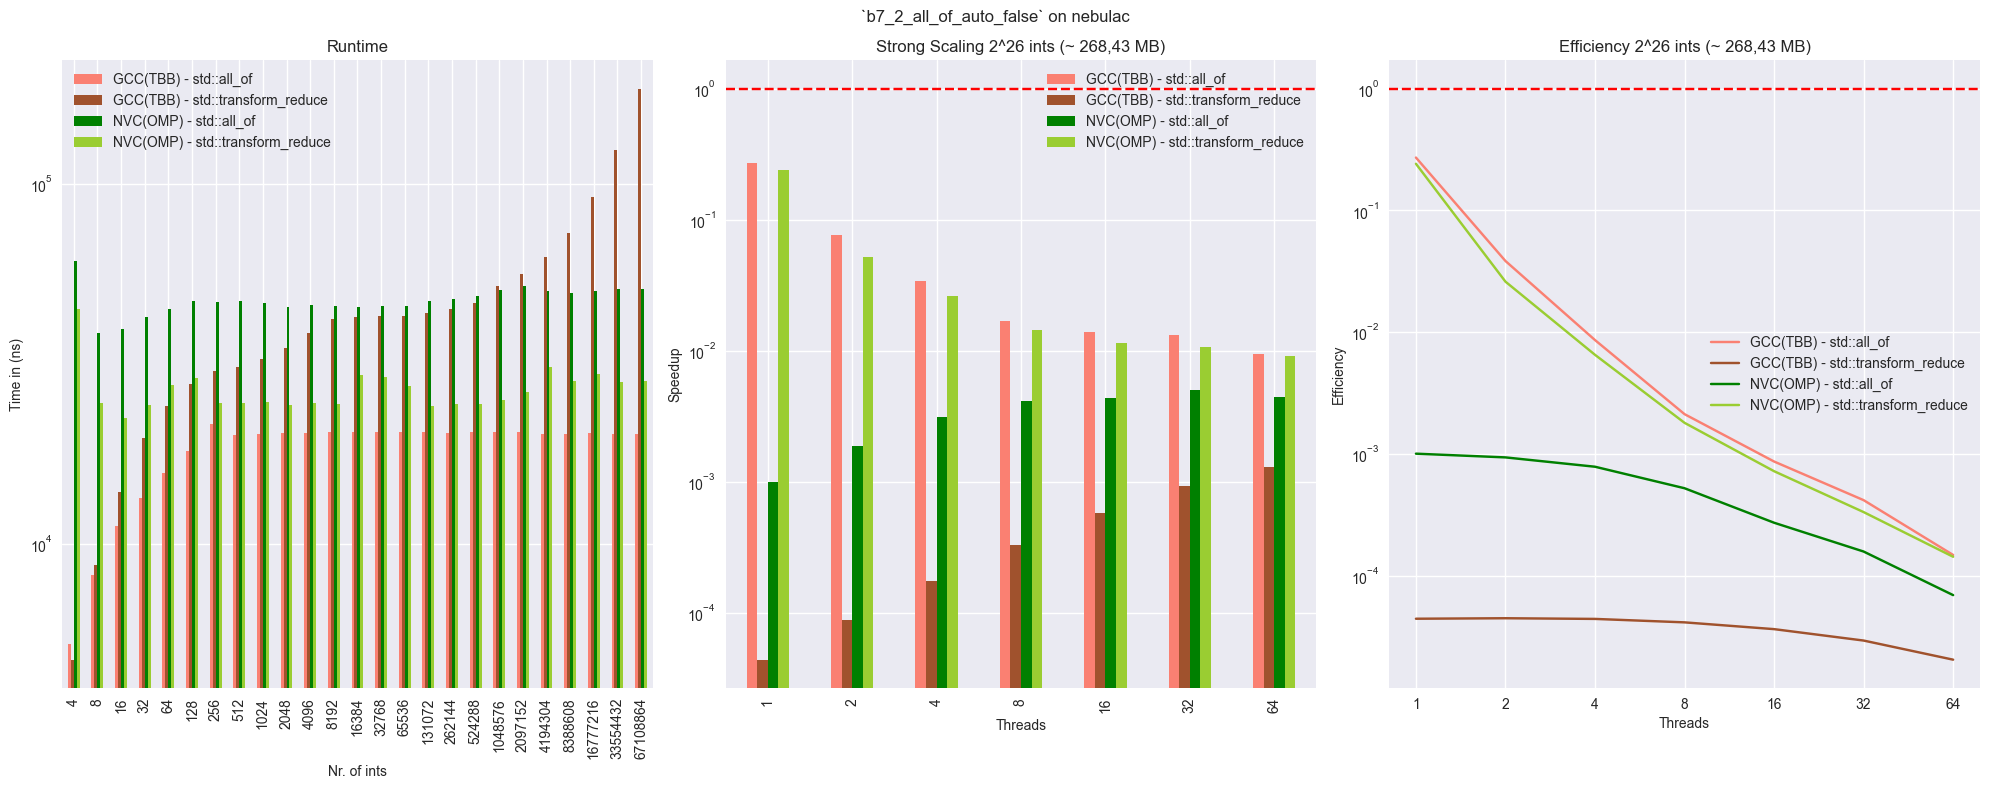 `b7_2_all_of_auto_false` on nebulac
Runtime
GCC(TBB) - std::all_of
GCC(TBB) - std::transform_reduce
NVC(OMP) - std::all_of
NVC(OMP) - std::transform_reduce
10^5
10^4
Time in (ns)
4
8
16
32
64
128
256
512
1024
2048
4096
8192
16384
32768
65536
131072
262144
524288
1048576
2097152
4194304
8388608
16777216
33554432
67108864
Nr. of ints
Strong Scaling 2^26 ints (~ 268,43 MB)
GCC(TBB) - std::all_of
GCC(TBB) - std::transform_reduce
NVC(OMP) - std::all_of
NVC(OMP) - std::transform_reduce
10^0
10^-1
10^-2
10^-3
10^-4
Speedup
1
2
4
8
16
32
64
Threads
Efficiency 2^26 ints (~ 268,43 MB)
10^0
10^-1
10^-2
10^-3
10^-4
Efficiency
GCC(TBB) - std::all_of
GCC(TBB) - std::transform_reduce
NVC(OMP) - std::all_of
NVC(OMP) - std::transform_reduce
1
2
4
8
16
32
64
Threads